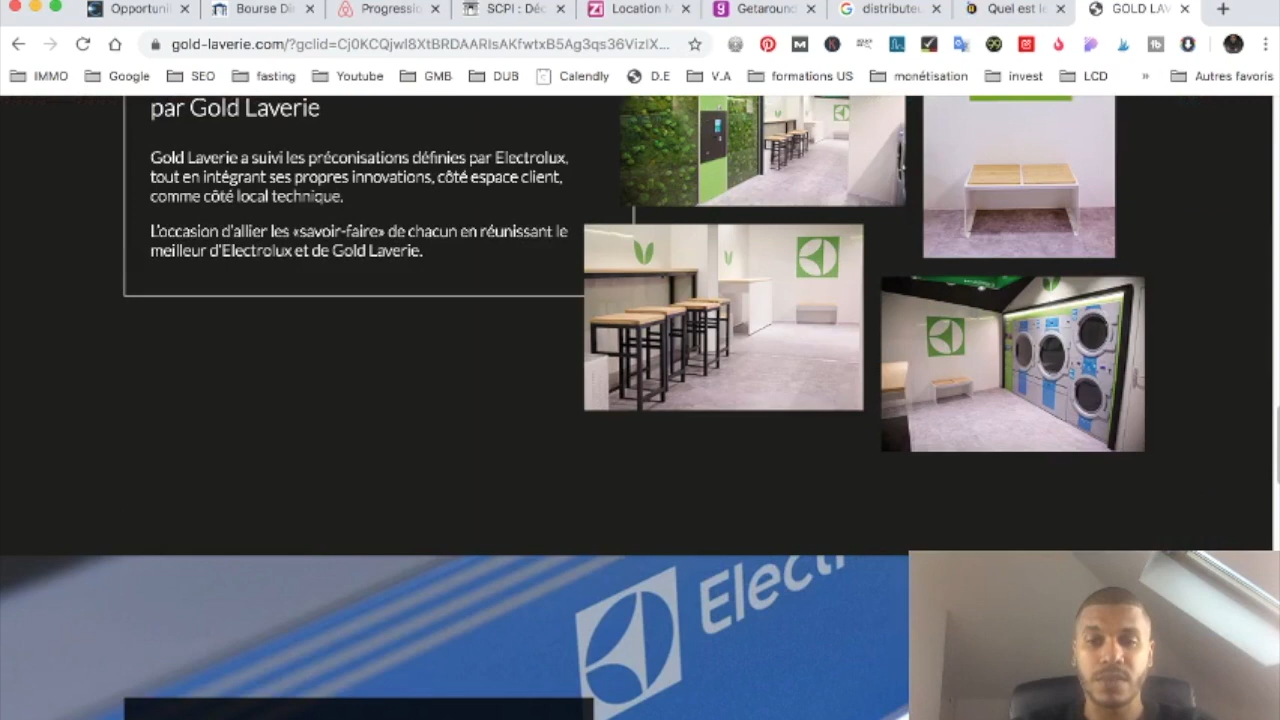 Opportuni
Bourse Di
Progressio
SCPI : Déc
Location M
Getaround
distribute
Quel est le
GOLD LAV
gold-laverie.com/?gclid=Cj0KCQjwI8XtBRDAARIsAKfwtxB5Ag3qs36VizIX...
IMMO
Google
SEO
fasting
Youtube
GMB
DUB
Calendly
D.E
V.A
formations US
monétisation
invest
LCD
»
Autres favoris
par Gold Laverie
Gold Laverie a suivi les préconisations définies par Electrolux,
tout en intégrant ses propres innovations, côté espace client,
comme côté local technique.
L'occasion d'allier les «savoir-faire» de chacun en réunissant le
meilleur d'Electrolux et de Gold Laverie.
Elect